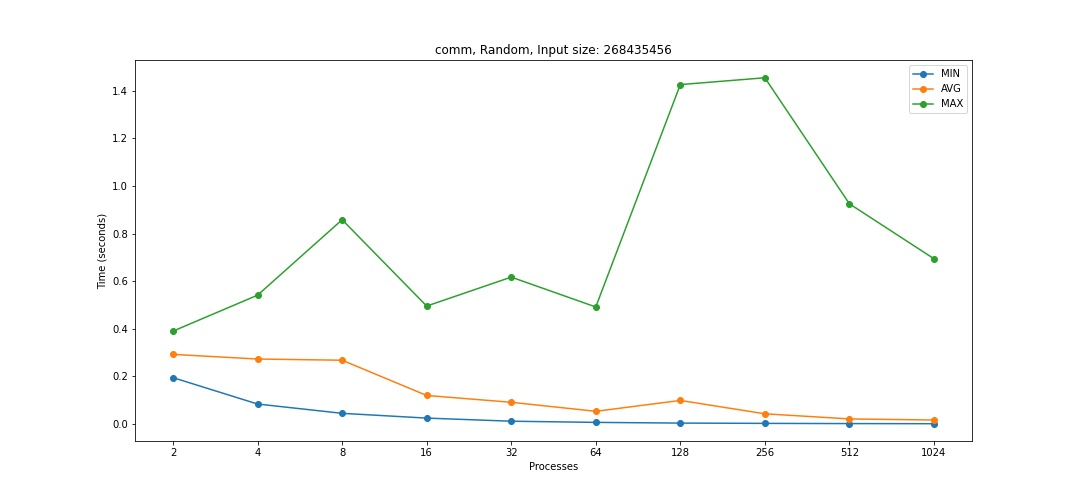 comm, Random, Input size: 268435456
MIN
AVG
MAX
Time (seconds)
1.4
1.2
1.0
0.8
0.6
0.4
0.2
0.0
2 4 8 16 32 64 128 256 512 1024
Processes